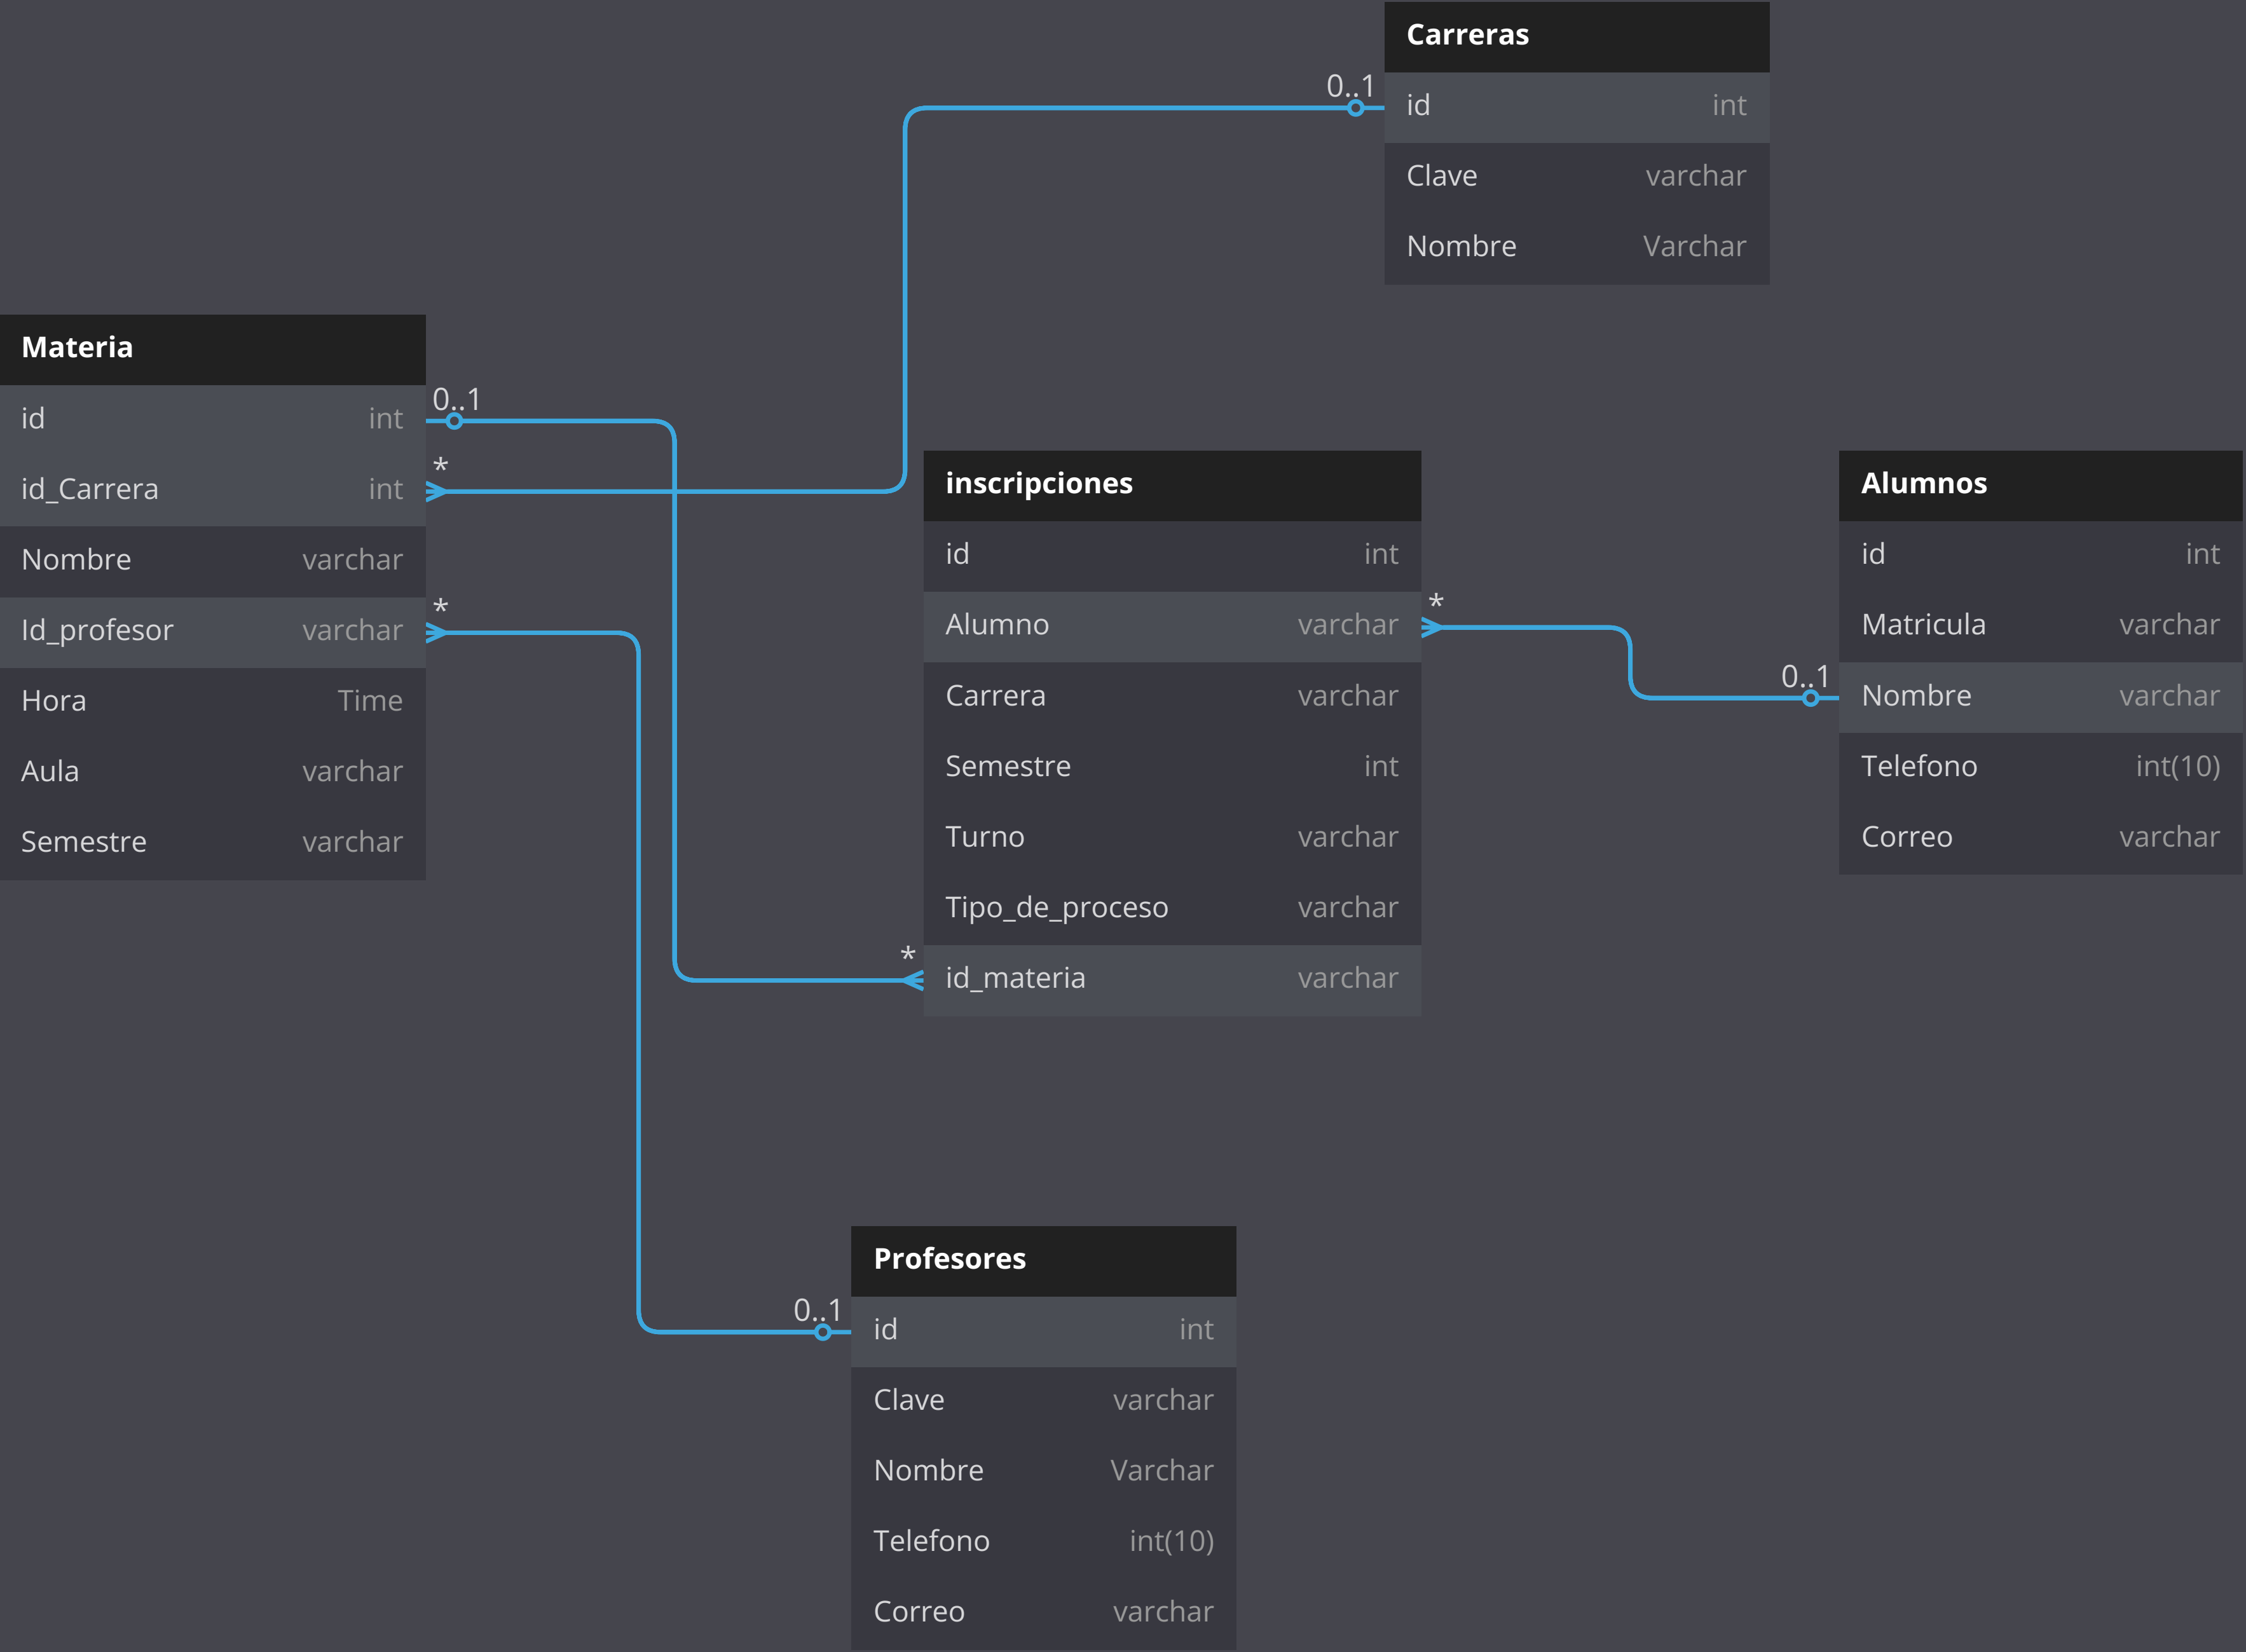 Carreras
0..1
id int
Clave varchar
Nombre Varchar
Materia
0..1
id int
*
id_Carrera int
Nombre varchar
*
Id_profesor varchar
Hora Time
Aula varchar
Semestre varchar
inscripciones
id int
*
Alumno varchar
Carrera varchar
Semestre int
Turno varchar
Tipo_de_proceso varchar
*
id_materia varchar
Alumnos
id int
Matricula varchar
0..1
Nombre varchar
Telefono int(10)
Correo varchar
Profesores
0..1
id int
Clave varchar
Nombre Varchar
Telefono int(10)
Correo varchar